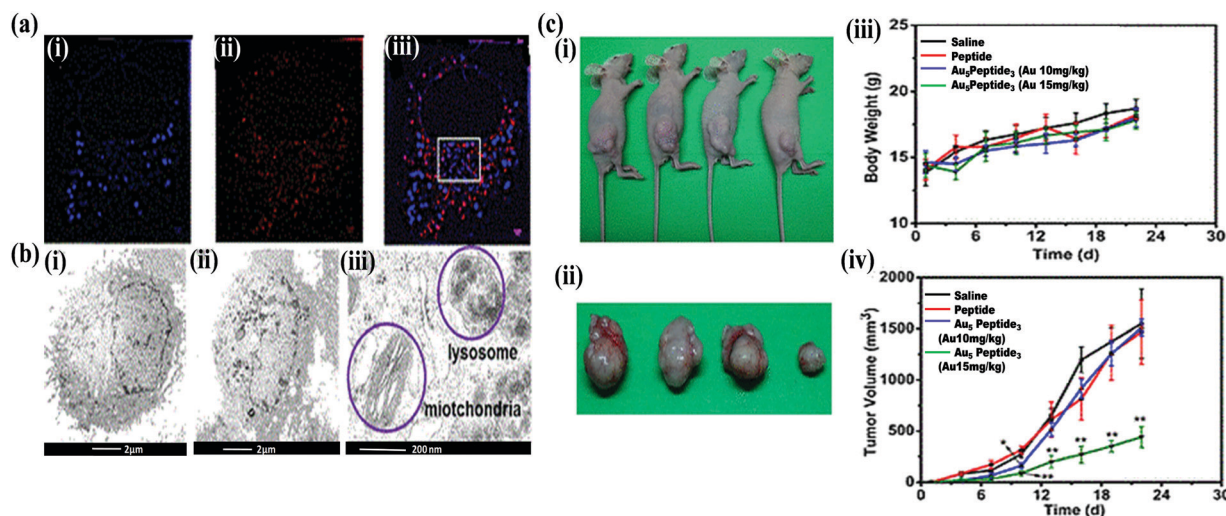 (a)
(i)
(ii)
(iii)
(b)
(i)
(ii)
(iii)
lysosome
miotchondria
2μm
2μm
200 nm
(c)
(i)
(ii)
(iii)
Saline
Peptide
Au₅Peptide₃ (Au 10mg/kg)
Au₅Peptide₃ (Au 15mg/kg)
Body Weight (g)
25
20
15
10
0 6 12 18 24 30
Time (d)
(iv)
Saline
Peptide
Au₅ Peptide₃
(Au10mg/kg)
Au₅ Peptide₃
(Au15mg/kg)
Tumor Volume (mm³)
2000
1500
1000
500
0
* ** ** ** ** **
0 6 12 18 24 30
Time (d)